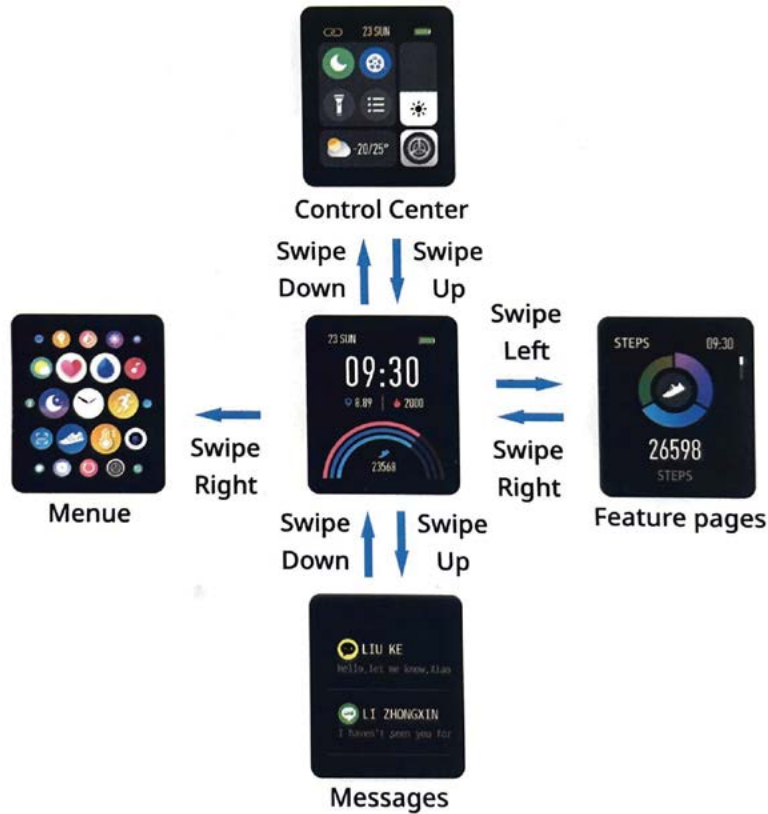 23 SUN
-20/25°
Control Center
Swipe Down
Swipe Up
Swipe Left
STEPS 09:30
23 SUN
09:30
8.89 2000
23568
26598
STEPS
Swipe Right
Swipe Right
Menue
Feature pages
Swipe Down
Swipe Up
LIU KE
Hello,let me know,Xiao
LI ZHONGXIN
I haven't seen you for
Messages